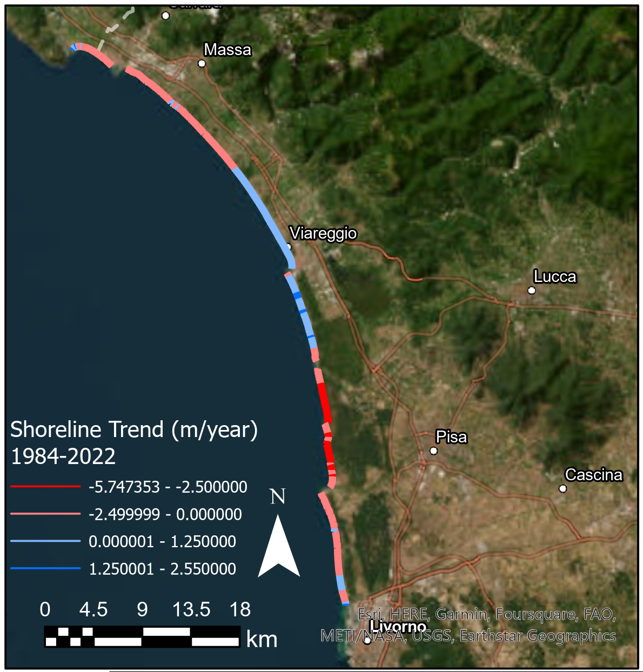 Massa
Viareggio
Lucca
Shoreline Trend (m/year)
1984-2022
-5.747353 - -2.500000
-2.499999 - 0.000000
0.000001 - 1.250000
1.250001 - 2.550000
N
Pisa
Cascina
0 4.5 9 13.5 18
km
Esri, HERE, Garmin, Foursquare, FAO,
METI/NASA, USGS, Earthstar Geographics
Livorno